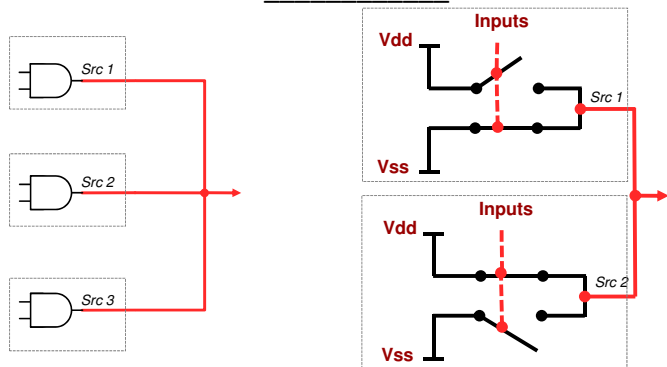 Src 1
Src 2
Src 3
Inputs
Vdd
Src 1
Vss
Inputs
Vdd
Src 2
Vss